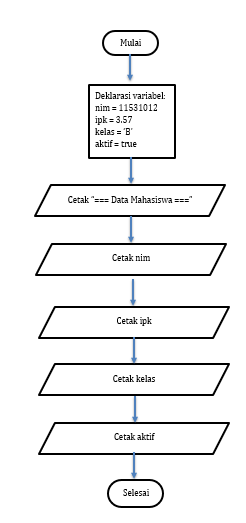 Mulai
Deklarasi variabel:
nim = 11531012
ipk = 3.57
kelas = ‘B’
aktif = true
Cetak “=== Data Mahasiswa ===”
Cetak nim
Cetak ipk
Cetak kelas
Cetak aktif
Selesai